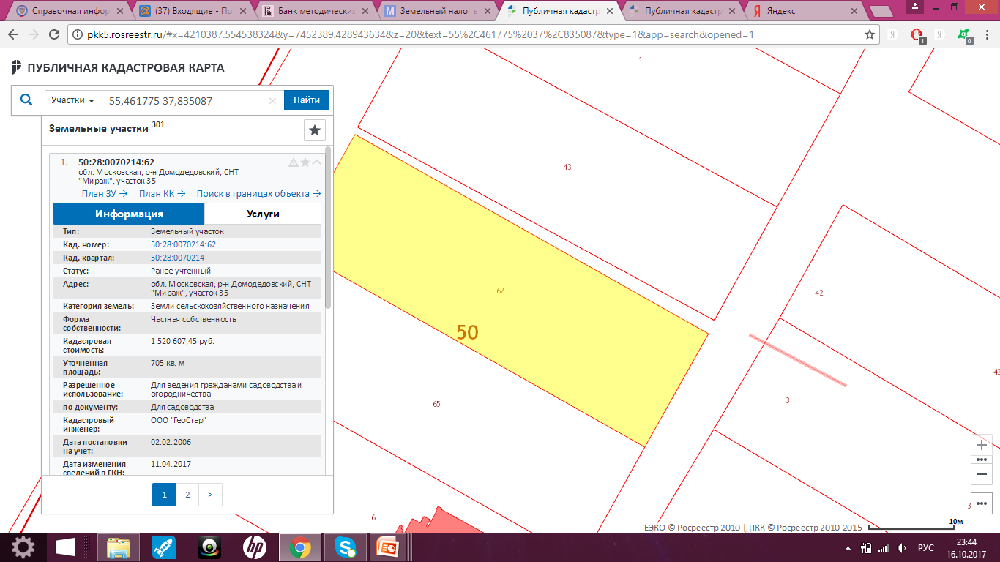 Справочная инфор
(37) Входящие - По
Банк методических
Земельный налог в
Публичная кадастр
Публичная кадастр
Яндекс
pkk5.rosreestr.ru/#x=4210387.554538324&y=7452389.428943634&z=20&text=55%2C461775%2037%2C835087&type=1&app=search&opened=1
ПУБЛИЧНАЯ КАДАСТРОВАЯ КАРТА
Участки
55,461775 37,835087
Найти
Земельные участки 301
1. 50:28:0070214:62
обл. Московская, р-н Домодедовский, СНТ
"Мираж", участок 35
План ЗУ → План КК → Поиск в границах объекта →
Информация Услуги
Тип: Земельный участок
Кад. номер: 50:28:0070214:62
Кад. квартал: 50:28:0070214
Статус: Ранее учтенный
Адрес: обл. Московская, р-н Домодедовский, СНТ
"Мираж", участок 35
Категория земель: Земли сельскохозяйственного назначения
Форма Частная собственность
собственности:
Кадастровая 1 520 607,45 руб.
стоимость:
Уточненная 705 кв. м
площадь:
Разрешенное Для ведения гражданами садоводства и
использование: огородничества
по документу: Для садоводства
Кадастровый ООО "ГеоСтар"
инженер:
Дата постановки 02.02.2006
на учет:
Дата изменения 11.04.2017
сведений в ГКН:
1 2 >
1
43
62
50
42
42
3
65
6
3
10м
ЕЭКО © Росреестр 2010 | ПКК © Росреестр 2010-2015
РУС
23:44
16.10.2017